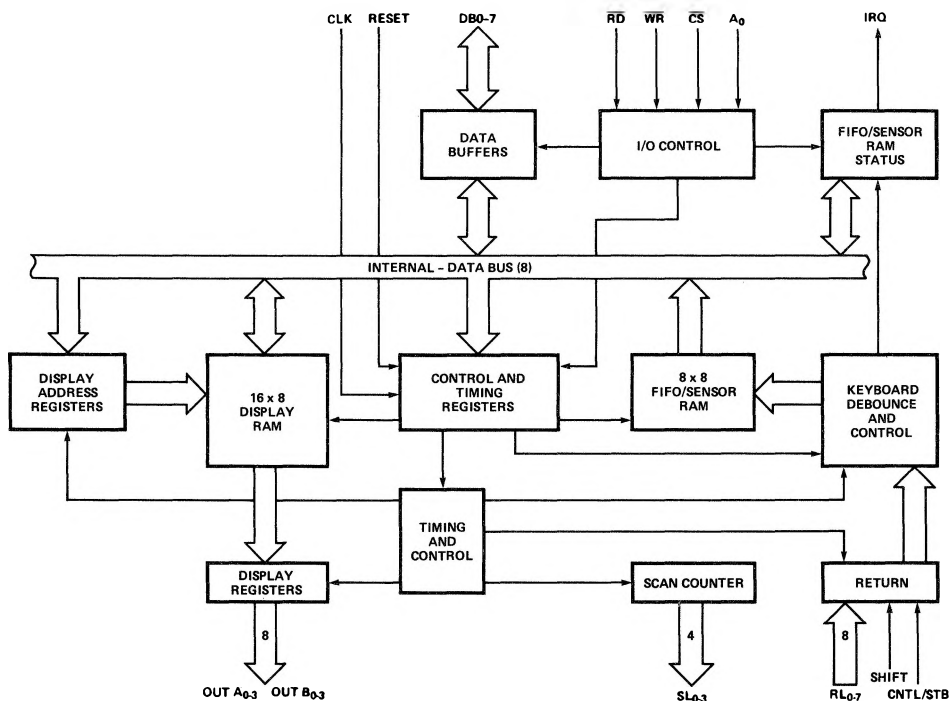 CLK RESET DB0-7 RD WR CS A0 IRQ
DATA
BUFFERS
I/O CONTROL
FIFO/SENSOR
RAM
STATUS
INTERNAL – DATA BUS (8)
DISPLAY
ADDRESS
REGISTERS
16 x 8
DISPLAY
RAM
CONTROL AND
TIMING
REGISTERS
8 x 8
FIFO/SENSOR
RAM
KEYBOARD
DEBOUNCE
AND
CONTROL
TIMING
AND
CONTROL
DISPLAY
REGISTERS
SCAN COUNTER
RETURN
8
4
8
OUT A0-3 OUT B0-3
SL0-3
RL0-7
SHIFT
CNTL/STB